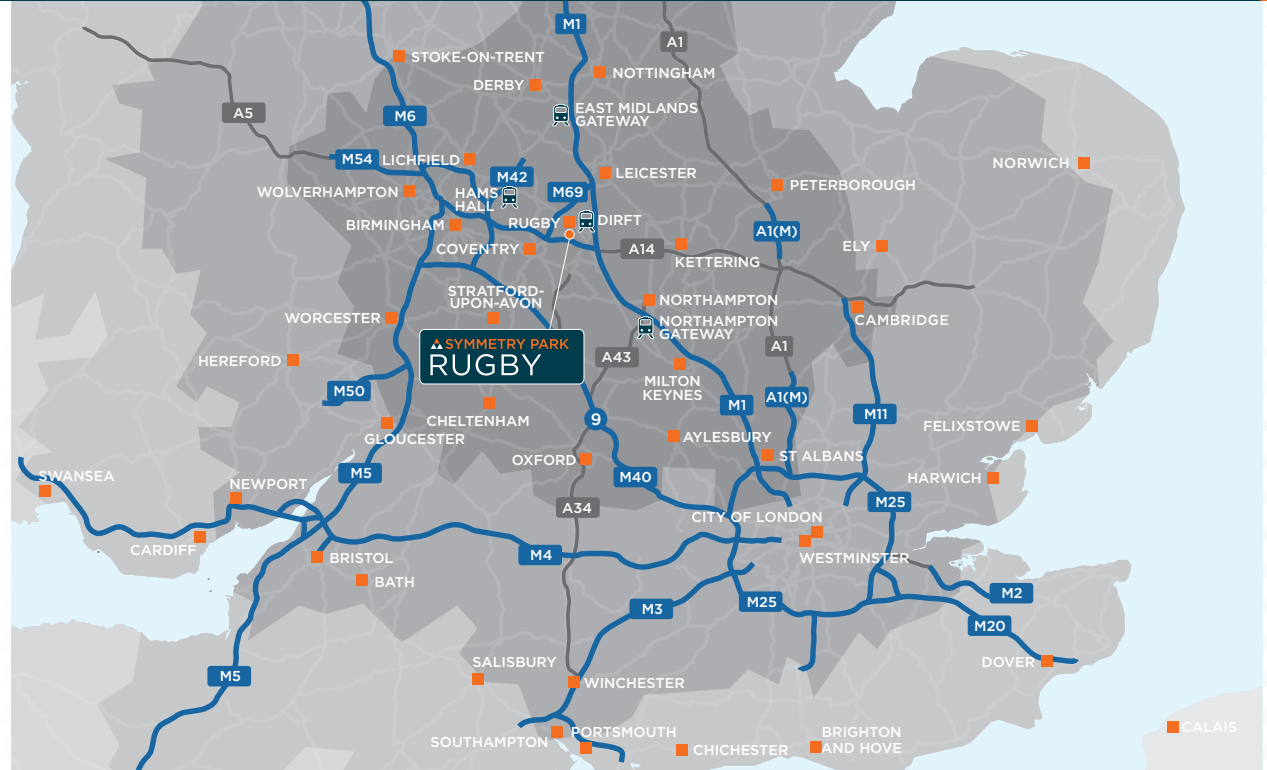 M1
A1
STOKE-ON-TRENT
NOTTINGHAM
DERBY
A5
M6
EAST MIDLANDS
GATEWAY
M54
LICHFIELD
M42
LEICESTER
NORWICH
WOLVERHAMPTON
HAMS
HALL
M69
PETERBOROUGH
BIRMINGHAM
RUGBY
DIRFT
A1(M)
COVENTRY
A14
KETTERING
ELY
STRATFORD-
UPON-AVON
NORTHAMPTON
WORCESTER
NORTHAMPTON
GATEWAY
CAMBRIDGE
SYMMETRY PARK
RUGBY
HEREFORD
A43
A1
M50
MILTON
KEYNES
M1
A1(M)
M11
CHELTENHAM
9
FELIXSTOWE
GLOUCESTER
AYLESBURY
OXFORD
ST ALBANS
SWANSEA
M5
M40
HARWICH
NEWPORT
A34
M25
CITY OF LONDON
CARDIFF
BRISTOL
M4
WESTMINSTER
BATH
M3
M25
M2
M20
SALISBURY
DOVER
M5
WINCHESTER
CALAIS
SOUTHAMPTON
PORTSMOUTH
CHICHESTER
BRIGHTON
AND HOVE